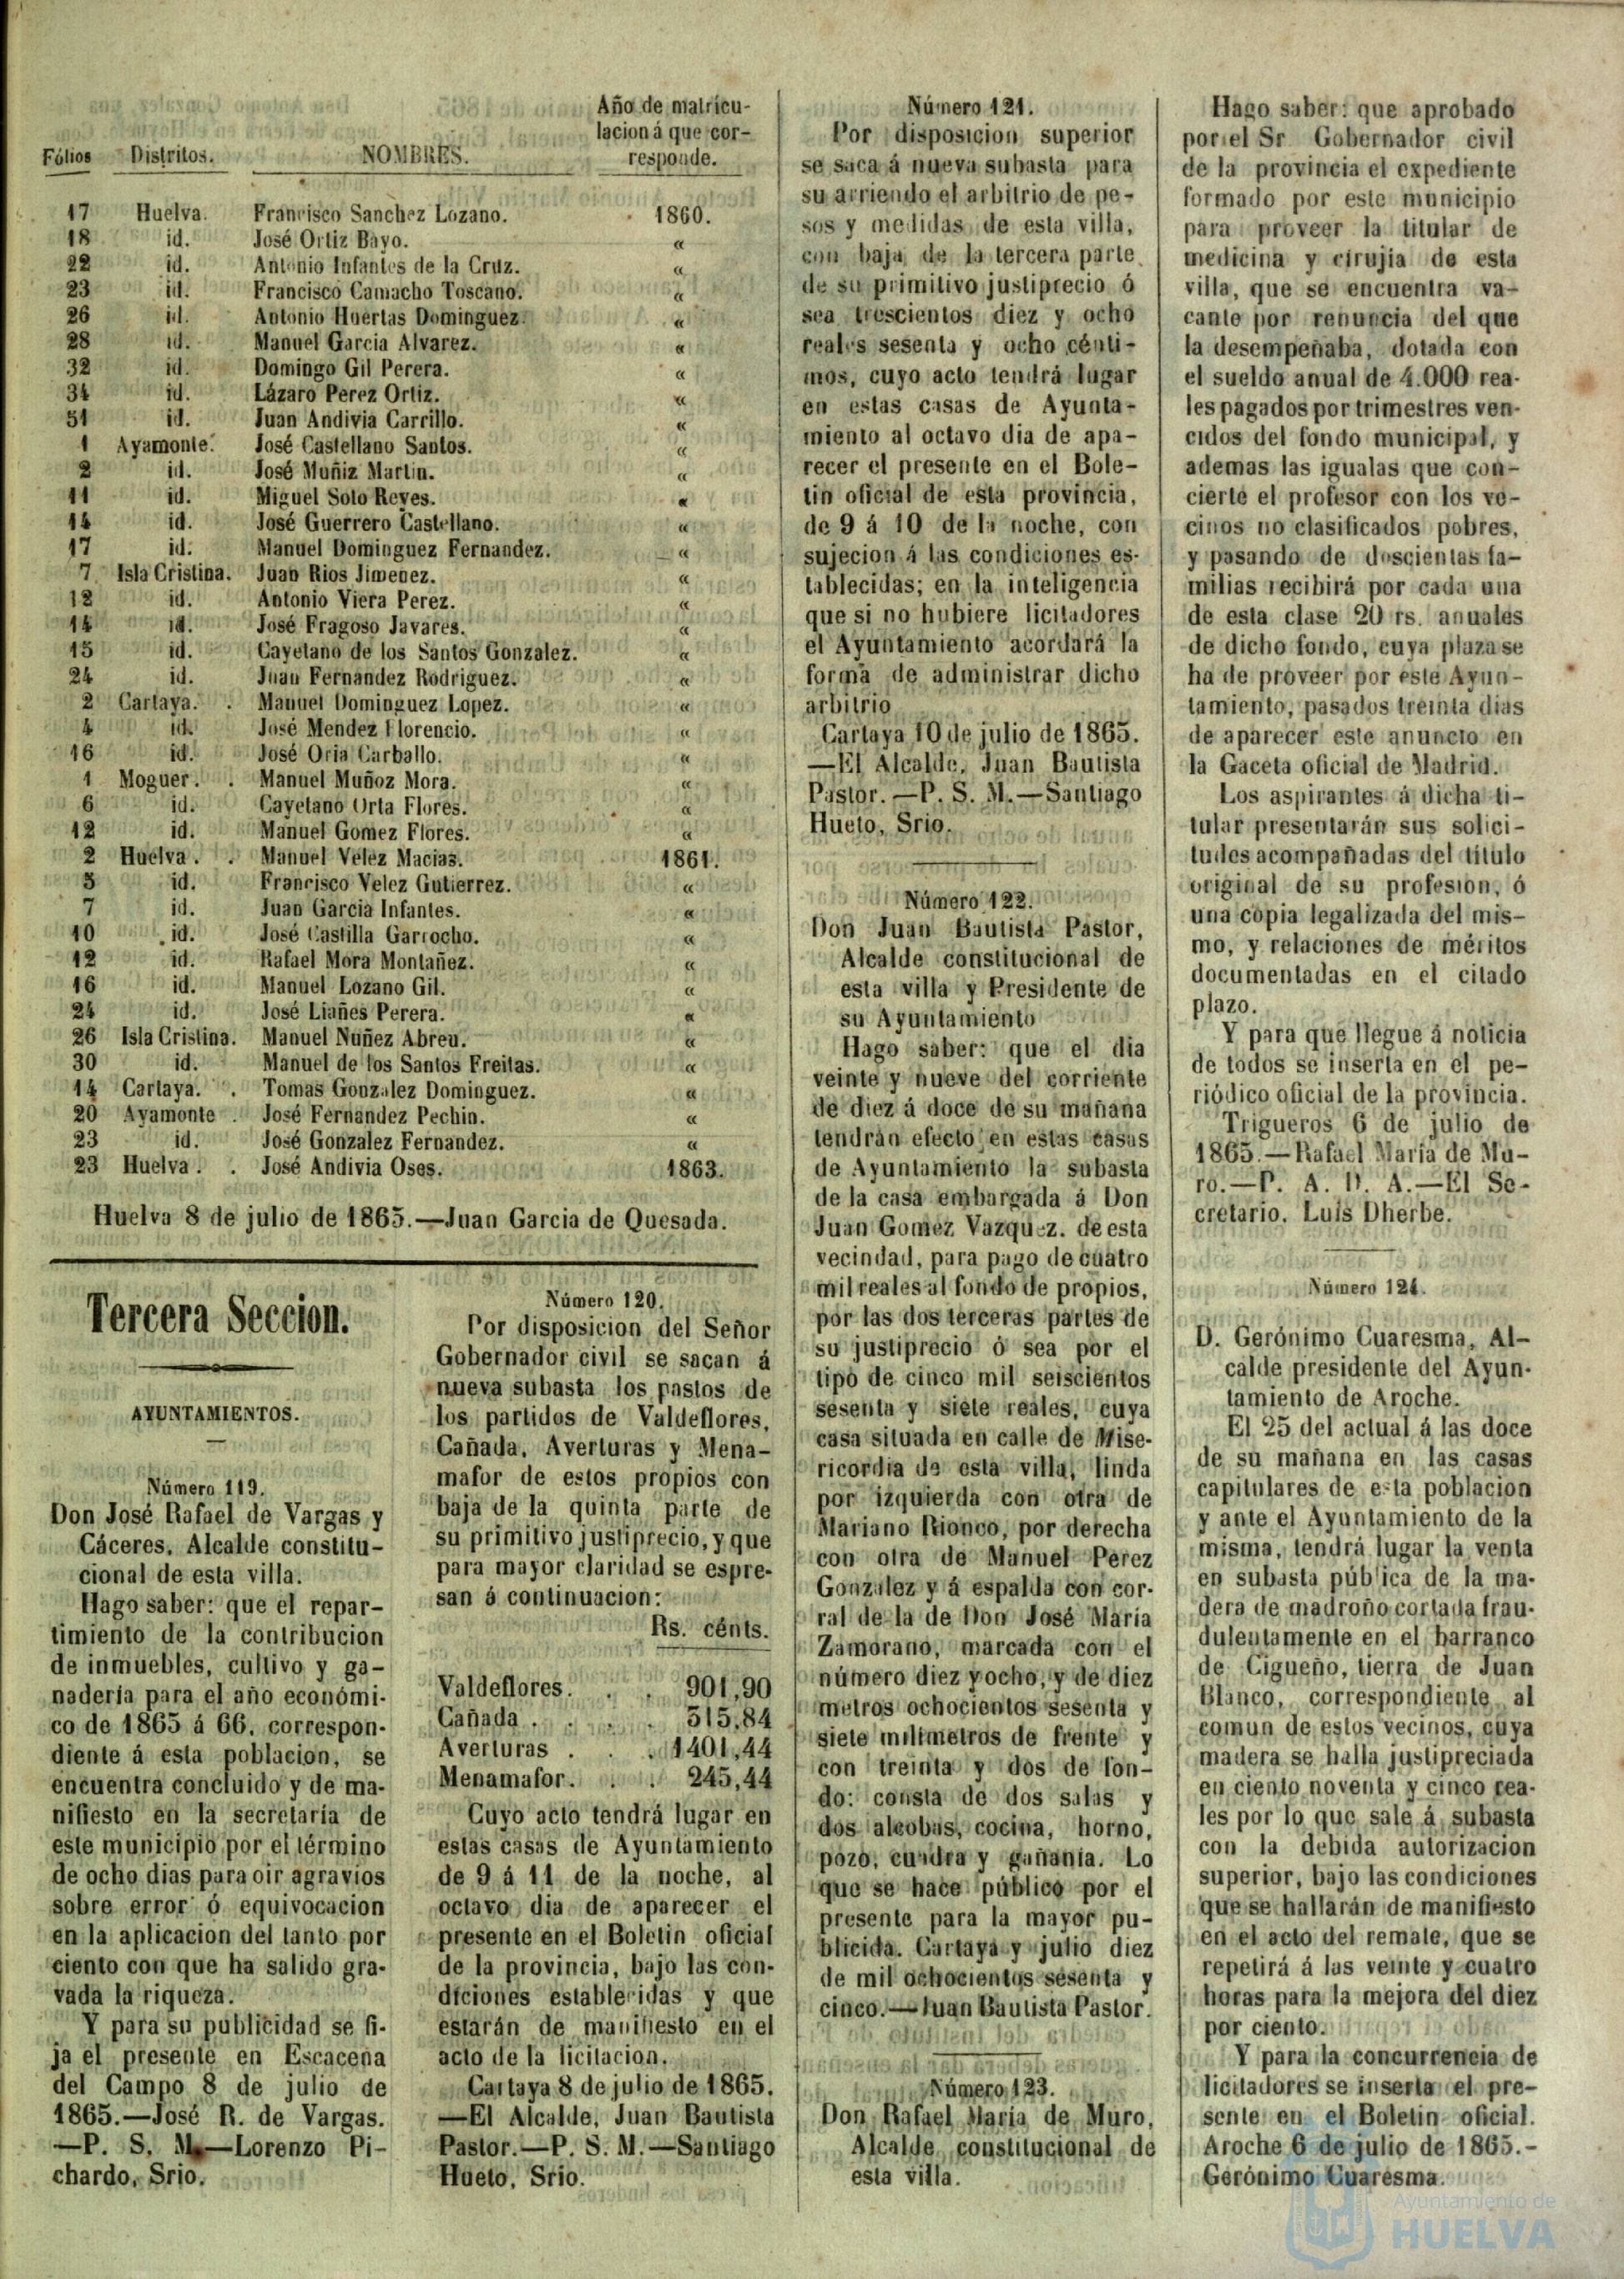 Fólios Distritos. NOMBRES. Año de matricu-
lacion á que cor-
responde.
17 Huelva. Francisco Sanchez Lozano. 1860.
18 id. José Ortiz Bayo. «
22 id. Antonio Infantes de la Cruz. «
23 id. Francisco Camacho Toscano. «
26 id. Antonio Huertas Dominguez. «
28 id. Manuel Garcia Alvarez. «
32 id. Domingo Gil Perera. «
34 id. Lázaro Perez Ortiz. «
51 id. Juan Andivia Carrillo. «
1 Ayamonte. José Castellano Santos. «
2 id. José Muñiz Martin. «
11 id. Miguel Soto Reyes. «
14 id. José Guerrero Castellano. «
17 id. Manuel Dominguez Fernandez. «
7 Isla Cristina. Juan Rios Jimenez. «
12 id. Antonio Viera Perez. «
14 id. José Fragoso Javares. «
15 id. Cayetano de los Santos Gonzalez. «
24 id. Juan Fernandez Rodriguez. «
2 Cartaya. . Manuel Dominguez Lopez. «
4 id. José Mendez Florencio. «
16 id. José Oria Carballo. «
1 Moguer. . Manuel Muñoz Mora. «
6 id. Cayetano Orta Flores. «
12 id. Manuel Gomez Flores. «
2 Huelva . . Manuel Velez Macias. 1861.
5 id. Francisco Velez Gutierrez. «
7 id. Juan Garcia Infantes. «
10 id. José Castilla Garrocho. «
12 id. Rafael Mora Montañez. «
16 id. Manuel Lozano Gil. «
24 id. José Liañes Perera. «
26 Isla Cristina. Manuel Nuñez Abreu. «
30 id. Manuel de los Santos Freitas. «
14 Cartaya. . Tomas Gonzalez Dominguez. «
20 Ayamonte . José Fernandez Pechin. «
23 id. José Gonzalez Fernandez. «
23 Huelva . . José Andivia Oses. 1863.
Huelva 8 de julio de 1865.—Juan Garcia de Quesada.
Tercera Seccion.
AYUNTAMIENTOS.
Número 119.
Don José Rafael de Vargas y
Cáceres, Alcalde constitu-
cional de esta villa.
Hago saber: que el repar-
timiento de la contribucion
de inmuebles, cultivo y ga-
nadería para el año económi-
co de 1865 á 66, correspon-
diente á esta poblacion, se
encuentra concluido y de ma-
nifiesto en la secretaría de
este municipio por el término
de ocho dias para oir agravios
sobre error ó equivocacion
en la aplicacion del tanto por
ciento con que ha salido gra-
vada la riqueza.
Y para su publicidad se fi-
ja el presente en Escacena
del Campo 8 de julio de
1865.—José R. de Vargas.
—P. S. M.—Lorenzo Pi-
chardo, Srio.
Número 120.
Por disposicion del Señor
Gobernador civil se sacan á
nueva subasta los pastos de
los partidos de Valdeflores,
Cañada, Averturas y Mena-
mafor de estos propios con
baja de la quinta parte de
su primitivo justiprecio, y que
para mayor claridad se espre-
san á continuacion:
Rs. cénts.
Valdeflores. . . 901,90
Cañada . . . . 515,84
Averturas . . . 1401,44
Menamafor. . . 245,44
Cuyo acto tendrá lugar en
estas casas de Ayuntamiento
de 9 á 11 de la noche, al
octavo dia de aparecer el
presente en el Boletin oficial
de la provincia, bajo las con-
diciones establecidas y que
estarán de manifiesto en el
acto de la licitacion.
Cartaya 8 de julio de 1865.
—El Alcalde, Juan Bautista
Pastor.—P. S. M.—Santiago
Hueto, Srio.
Número 121.
Por disposicion superior
se saca á nueva subasta para
su arriendo el arbitrio de pe-
sos y medidas de esta villa,
con baja de la tercera parte
de su primitivo justiprecio ó
sea trescientos diez y ocho
reales sesenta y ocho cénti-
mos, cuyo acto tendrá lugar
en estas casas de Ayunta-
miento al octavo dia de apa-
recer el presente en el Bole-
tin oficial de esta provincia,
de 9 á 10 de la noche, con
sujecion á las condiciones es-
tablecidas; en la inteligencia
que si no hubiere licitadores
el Ayuntamiento acordará la
forma de administrar dicho
arbitrio
Cartaya 10 de julio de 1865.
—El Alcalde, Juan Bautista
Pastor.—P. S. M.—Santiago
Hueto, Srio.
Número 122.
Don Juan Bautista Pastor,
Alcalde constitucional de
esta villa y Presidente de
su Ayuntamiento
Hago saber: que el dia
veinte y nueve del corriente
de diez á doce de su mañana
tendrán efecto en estas casas
de Ayuntamiento la subasta
de la casa embargada á Don
Juan Gomez Vazquez, de esta
vecindad, para pago de cuatro
mil reales al fondo de propios,
por las dos terceras partes de
su justiprecio ó sea por el
tipo de cinco mil seiscientos
sesenta y siete reales, cuya
casa situada en calle de Mise-
ricordia de esta villa, linda
por izquierda con otra de
Mariano Rionco, por derecha
con otra de Manuel Perez
Gonzalez y á espalda con cor-
ral de la de Don José Maria
Zamorano, marcada con el
número diez y ocho, y de diez
metros ochocientos sesenta y
siete milimetros de frente y
con treinta y dos de fon-
do: consta de dos salas y
dos alcobas, cocina, horno,
pozo, cuadra y gañania. Lo
que se hace público por el
presente para la mayor pu-
blicida. Cartaya y julio diez
de mil ochocientos sesenta y
cinco.—Juan Bautista Pastor.
Número 123.
Don Rafael Maria de Muro,
Alcalde constitucional de
esta villa.
Hago saber: que aprobado
por el Sr Gobernador civil
de la provincia el expediente
formado por este municipio
para proveer la titular de
medicina y cirujía de esta
villa, que se encuentra va-
cante por renuncia del que
la desempeñaba, dotada con
el sueldo anual de 4.000 rea-
les pagados por trimestres ven-
cidos del fondo municipal, y
ademas las igualas que con-
cierte el profesor con los ve-
cinos no clasificados pobres,
y pasando de doscientas fa-
milias recibirá por cada una
de esta clase 20 rs. anuales
de dicho fondo, cuya plaza se
ha de proveer por este Ayun-
tamiento, pasados treinta dias
de aparecer este anuncio en
la Gaceta oficial de Madrid.
Los aspirantes á dicha ti-
tular presentarán sus solici-
tudes acompañadas del título
original de su profesion, ó
una copia legalizada del mis-
mo, y relaciones de méritos
documentadas en el citado
plazo.
Y para que llegue á noticia
de todos se inserta en el pe-
riódico oficial de la provincia.
Trigueros 6 de julio de
1865.—Rafael Maria de Mu-
ro.—P. A. D. A.—El Se-
cretario, Luis Dherbe.
Número 124.
D. Gerónimo Cuaresma, Al-
calde presidente del Ayun-
tamiento de Aroche.
El 25 del actual á las doce
de su mañana en las casas
capitulares de esta poblacion
y ante el Ayuntamiento de la
misma, tendrá lugar la venta
en subasta pública de la ma-
dera de madroño cortada frau-
dulentamente en el barranco
de Cigueño, tierra de Juan
Blanco, correspondiente al
comun de estos vecinos, cuya
madera se halla justipreciada
en ciento noventa y cinco rea-
les por lo que sale á subasta
con la debida autorizacion
superior, bajo las condiciones
que se hallarán de manifiesto
en el acto del remate, que se
repetirá á las veinte y cuatro
horas para la mejora del diez
por ciento.
Y para la concurrencia de
licitadores se inserta el pre-
sente en el Boletin oficial.
Aroche 6 de julio de 1865.-
Gerónimo Cuaresma.
Ayuntamiento de
HUELVA